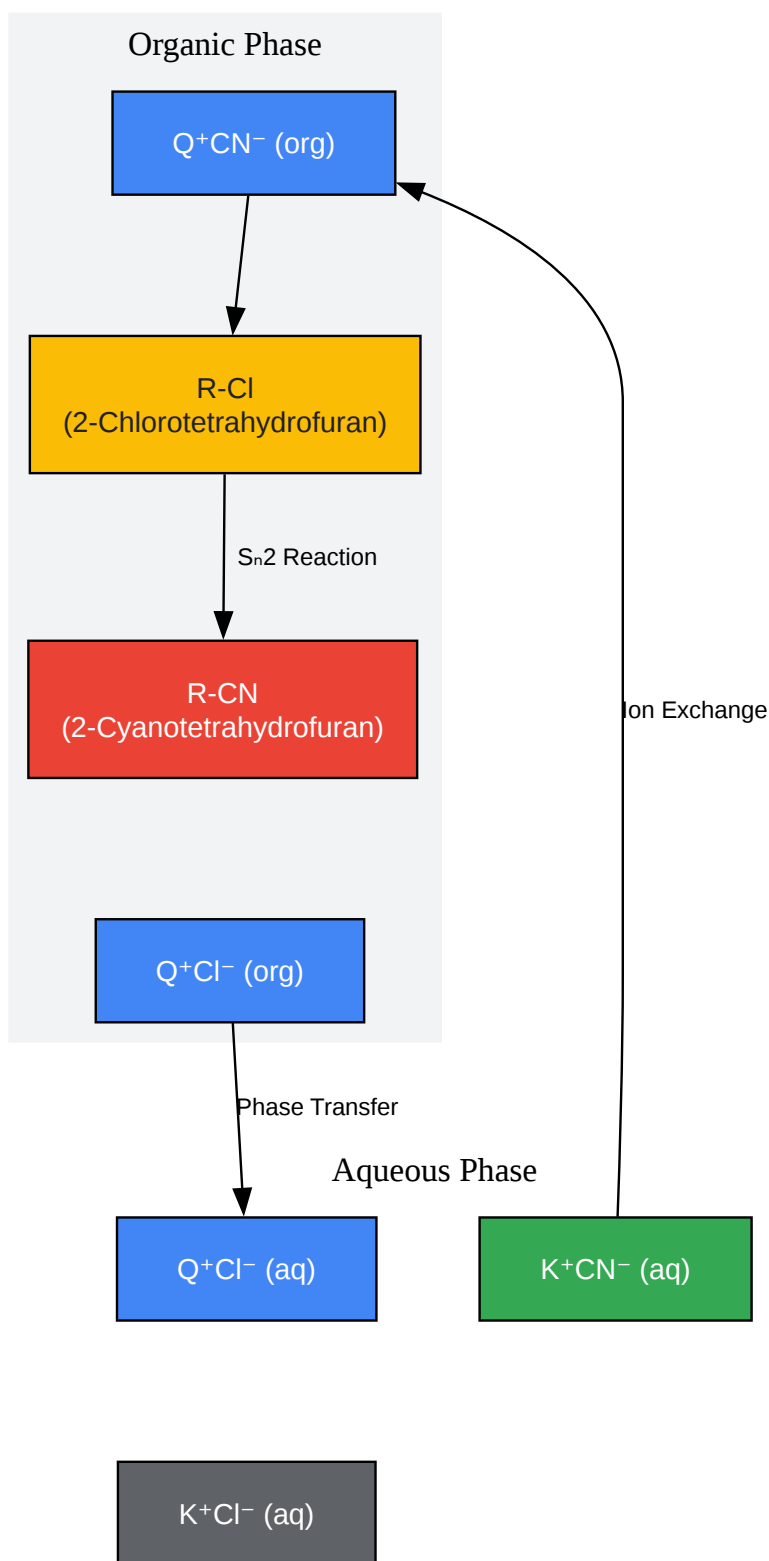 Organic Phase
Q⁺CN⁻ (org)
R-Cl
(2-Chlorotetrahydrofuran)
Sₙ2 Reaction
R-CN
(2-Cyanotetrahydrofuran)
Ion Exchange
Q⁺Cl⁻ (org)
Phase Transfer
Aqueous Phase
Q⁺Cl⁻ (aq)
K⁺CN⁻ (aq)
K⁺Cl⁻ (aq)